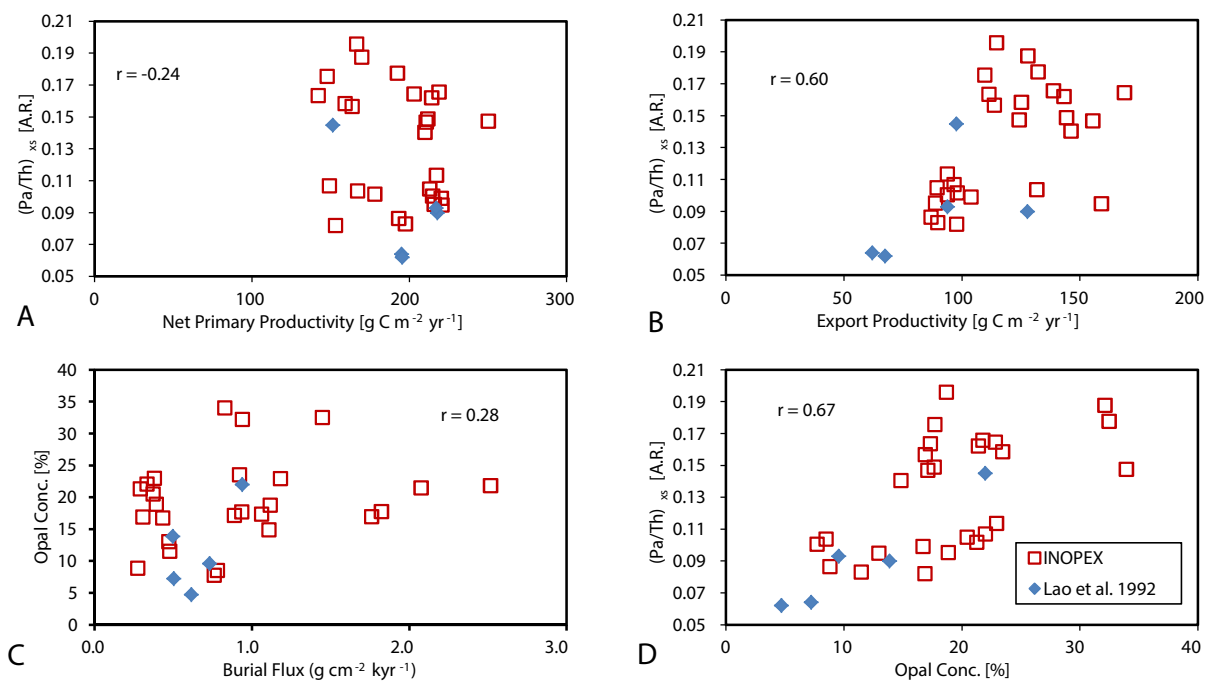 0.21
0.19
0.17
0.15
0.13
0.11
0.09
0.07
0.05
(Pa/Th) xs [A.R.]
r = -0.24
0 100 200 300
A
Net Primary Productivity [g C m -2 yr-1]
0.21
0.19
0.17
0.15
0.13
0.11
0.09
0.07
0.05
(Pa/Th) xs [A.R.]
r = 0.60
0 50 100 150 200
B
Export Productivity [g C m -2 yr-1]
40
35
30
25
20
15
10
5
0
Opal Conc. [%]
r = 0.28
0.0 1.0 2.0 3.0
C
Burial Flux (g cm-2 kyr-1)
0.21
0.19
0.17
0.15
0.13
0.11
0.09
0.07
0.05
(Pa/Th) xs [A.R.]
r = 0.67
INOPEX
Lao et al. 1992
0 10 20 30 40
D
Opal Conc. [%]